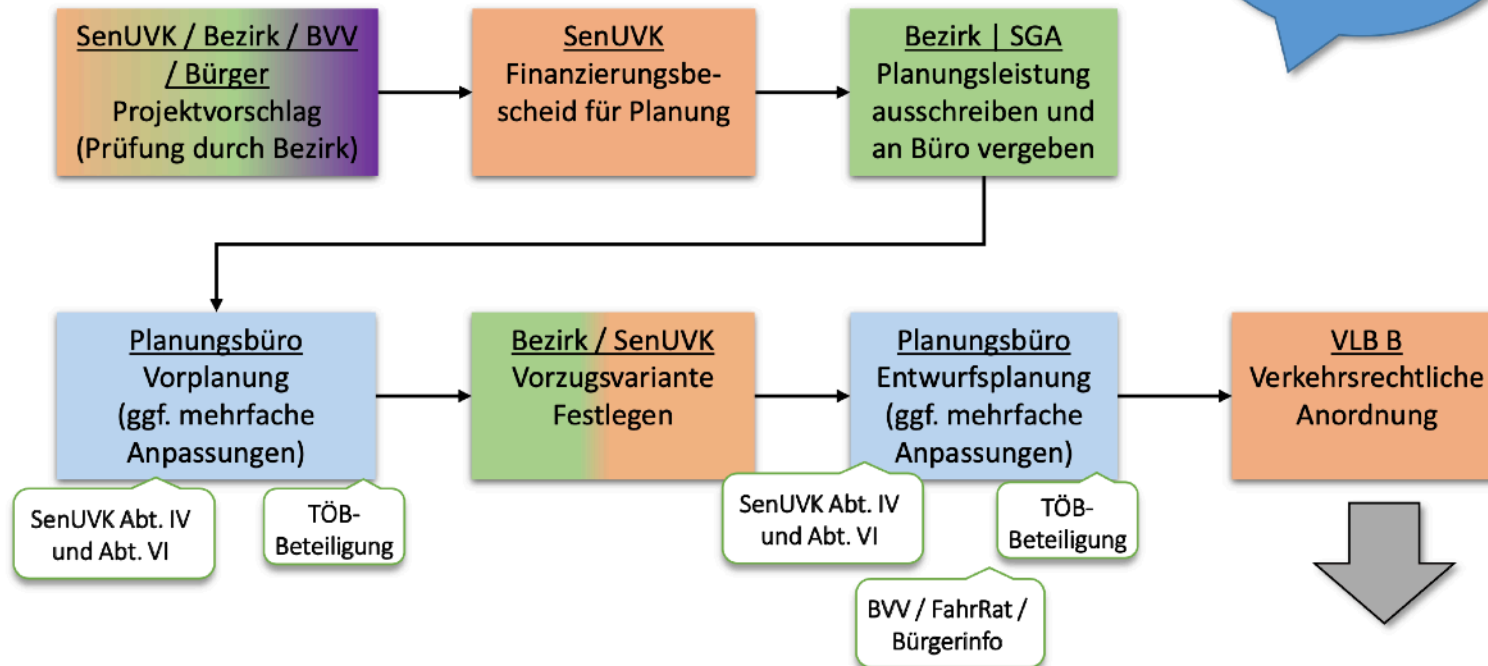 SenUVK / Bezirk / BVV
/ Bürger
Projektvorschlag
(Prüfung durch Bezirk)
SenUVK
Finanzierungsbe-
scheid für Planung
Bezirk | SGA
Planungsleistung
ausschreiben und
an Büro vergeben
Planungsbüro
Vorplanung
(ggf. mehrfache
Anpassungen)
SenUVK Abt. IV
und Abt. VI
TÖB-
Beteiligung
Bezirk / SenUVK
Vorzugsvariante
Festlegen
Planungsbüro
Entwurfsplanung
(ggf. mehrfache
Anpassungen)
SenUVK Abt. IV
und Abt. VI
TÖB-
Beteiligung
BVV / FahrRat /
Bürgerinfo
VLB B
Verkehrsrechtliche
Anordnung